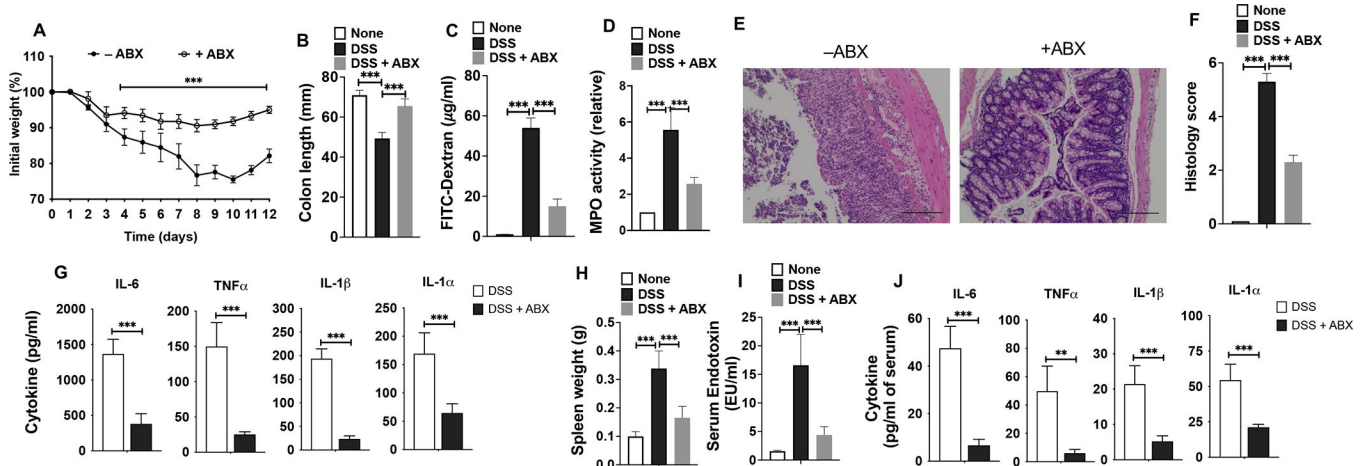 A
– ABX
+ ABX
Initial weight (%)
110
100
90
80
70
***
0 1 2 3 4 5 6 7 8 9 10 11 12
Time (days)
B
None
DSS
DSS + ABX
Colon length (mm)
80
60
40
20
0
*** ***
C
None
DSS
DSS + ABX
FITC-Dextran (µg/ml)
80
60
40
20
0
*** ***
D
None
DSS
DSS + ABX
MPO activity (relative)
8
6
4
2
0
*** ***
E
–ABX
+ABX
F
None
DSS
DSS + ABX
Histology score
6
4
2
0
*** ***
G
IL-6
TNFα
IL-1β
IL-1α
DSS
DSS + ABX
Cytokine (pg/ml)
2000
1500
1000
500
0
***
200
150
100
50
0
***
300
250
200
150
100
50
0
***
250
200
150
100
50
0
***
H
None
DSS
DSS + ABX
Spleen weight (g)
0.5
0.4
0.3
0.2
0.1
0.0
*** ***
I
None
DSS
DSS + ABX
Serum Endotoxin
(EU/ml)
25
20
15
10
5
0
*** ***
J
IL-6
TNFα
IL-1β
IL-1α
DSS
DSS + ABX
Cytokine
(pg/ml of serum)
60
50
40
30
20
10
0
***
100
80
60
40
20
0
**
40
30
20
10
0
***
100
80
60
40
20
0
***